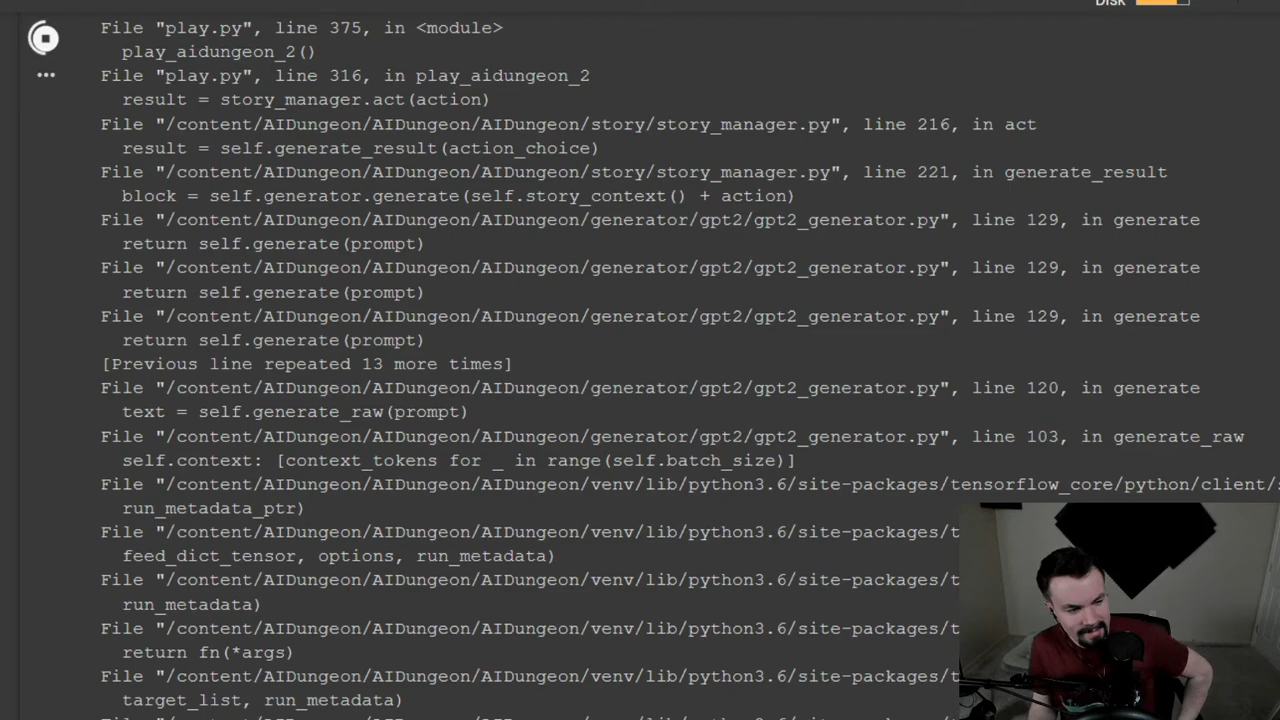 Disk
File "play.py", line 375, in <module>
play_aidungeon_2()
File "play.py", line 316, in play_aidungeon_2
result = story_manager.act(action)
File "/content/AIDungeon/AIDungeon/AIDungeon/story/story_manager.py", line 216, in act
result = self.generate_result(action_choice)
File "/content/AIDungeon/AIDungeon/AIDungeon/story/story_manager.py", line 221, in generate_result
block = self.generator.generate(self.story_context() + action)
File "/content/AIDungeon/AIDungeon/AIDungeon/generator/gpt2/gpt2_generator.py", line 129, in generate
return self.generate(prompt)
File "/content/AIDungeon/AIDungeon/AIDungeon/generator/gpt2/gpt2_generator.py", line 129, in generate
return self.generate(prompt)
File "/content/AIDungeon/AIDungeon/AIDungeon/generator/gpt2/gpt2_generator.py", line 129, in generate
return self.generate(prompt)
[Previous line repeated 13 more times]
File "/content/AIDungeon/AIDungeon/AIDungeon/generator/gpt2/gpt2_generator.py", line 120, in generate
text = self.generate_raw(prompt)
File "/content/AIDungeon/AIDungeon/AIDungeon/generator/gpt2/gpt2_generator.py", line 103, in generate_raw
self.context: [context_tokens for _ in range(self.batch_size)]
File "/content/AIDungeon/AIDungeon/AIDungeon/venv/lib/python3.6/site-packages/tensorflow_core/python/client/
run_metadata_ptr)
File "/content/AIDungeon/AIDungeon/AIDungeon/venv/lib/python3.6/site-packages/t
feed_dict_tensor, options, run_metadata)
File "/content/AIDungeon/AIDungeon/AIDungeon/venv/lib/python3.6/site-packages/t
run_metadata)
File "/content/AIDungeon/AIDungeon/AIDungeon/venv/lib/python3.6/site-packages/t
return fn(*args)
File "/content/AIDungeon/AIDungeon/AIDungeon/venv/lib/python3.6/site-packages/t
target_list, run_metadata)